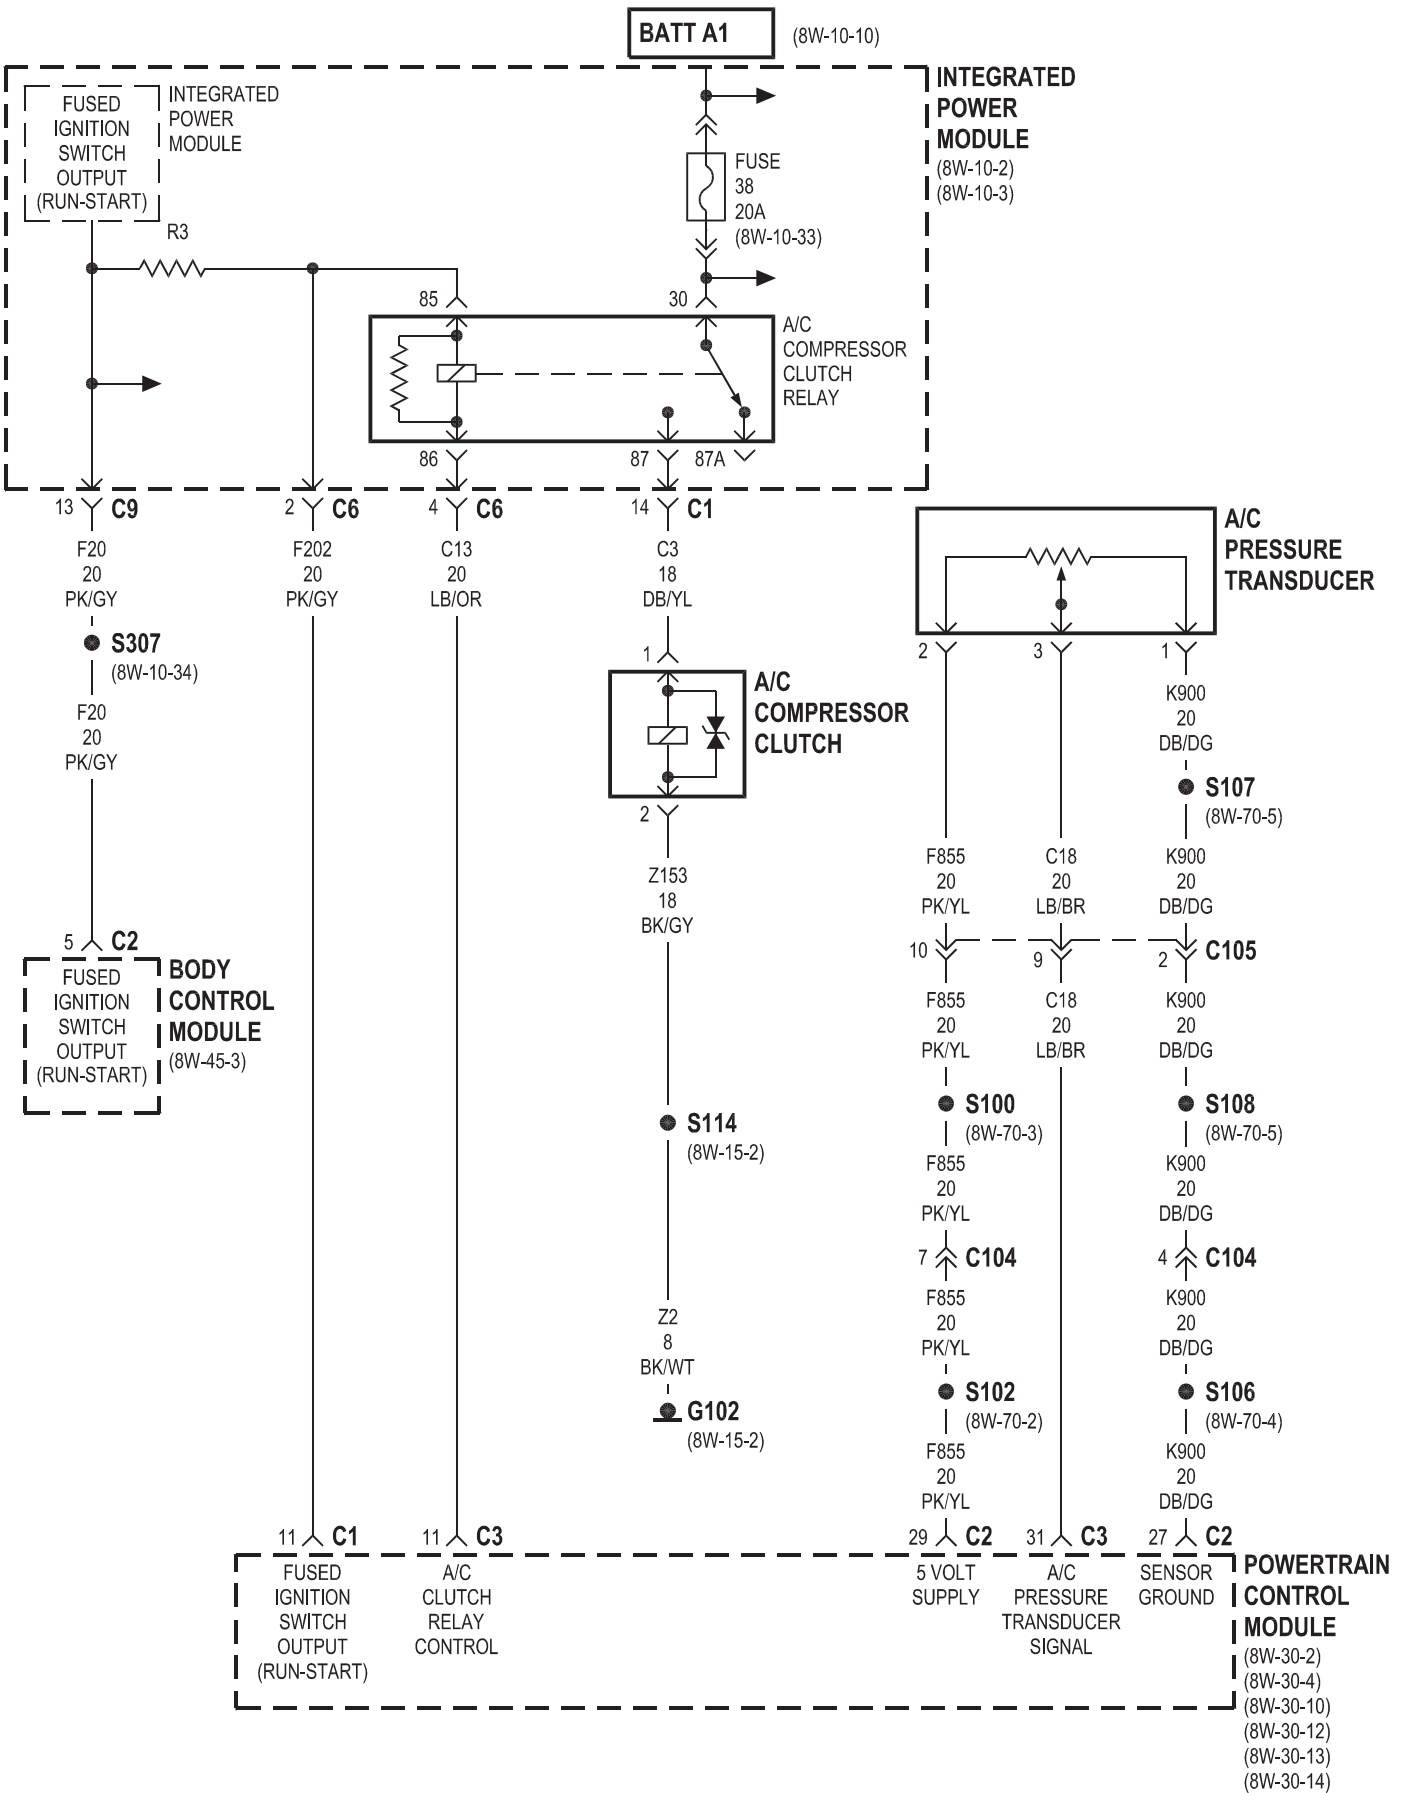 BATT A1
(8W-10-10)
INTEGRATED
POWER
MODULE
(8W-10-2)
(8W-10-3)
FUSED
IGNITION
SWITCH
OUTPUT
(RUN-START)
INTEGRATED
POWER
MODULE
R3
FUSE
38
20A
(8W-10-33)
85
30
A/C
COMPRESSOR
CLUTCH
RELAY
86
87
87A
13
C9
2
C6
4
C6
14
C1
F20
20
PK/GY
F202
20
PK/GY
C13
20
LB/OR
C3
18
DB/YL
S307
(8W-10-34)
F20
20
PK/GY
5
C2
FUSED
IGNITION
SWITCH
OUTPUT
(RUN-START)
BODY
CONTROL
MODULE
(8W-45-3)
1
A/C
COMPRESSOR
CLUTCH
2
Z153
18
BK/GY
S114
(8W-15-2)
Z2
8
BK/WT
G102
(8W-15-2)
A/C
PRESSURE
TRANSDUCER
2
3
1
K900
20
DB/DG
S107
(8W-70-5)
F855
20
PK/YL
C18
20
LB/BR
K900
20
DB/DG
10
9
2
C105
F855
20
PK/YL
C18
20
LB/BR
K900
20
DB/DG
S100
(8W-70-3)
S108
(8W-70-5)
F855
20
PK/YL
K900
20
DB/DG
7
C104
4
C104
F855
20
PK/YL
K900
20
DB/DG
S102
(8W-70-2)
S106
(8W-70-4)
F855
20
PK/YL
K900
20
DB/DG
11
C1
11
C3
29
C2
31
C3
27
C2
FUSED
IGNITION
SWITCH
OUTPUT
(RUN-START)
A/C
CLUTCH
RELAY
CONTROL
5 VOLT
SUPPLY
A/C
PRESSURE
TRANSDUCER
SIGNAL
SENSOR
GROUND
POWERTRAIN
CONTROL
MODULE
(8W-30-2)
(8W-30-4)
(8W-30-10)
(8W-30-12)
(8W-30-13)
(8W-30-14)